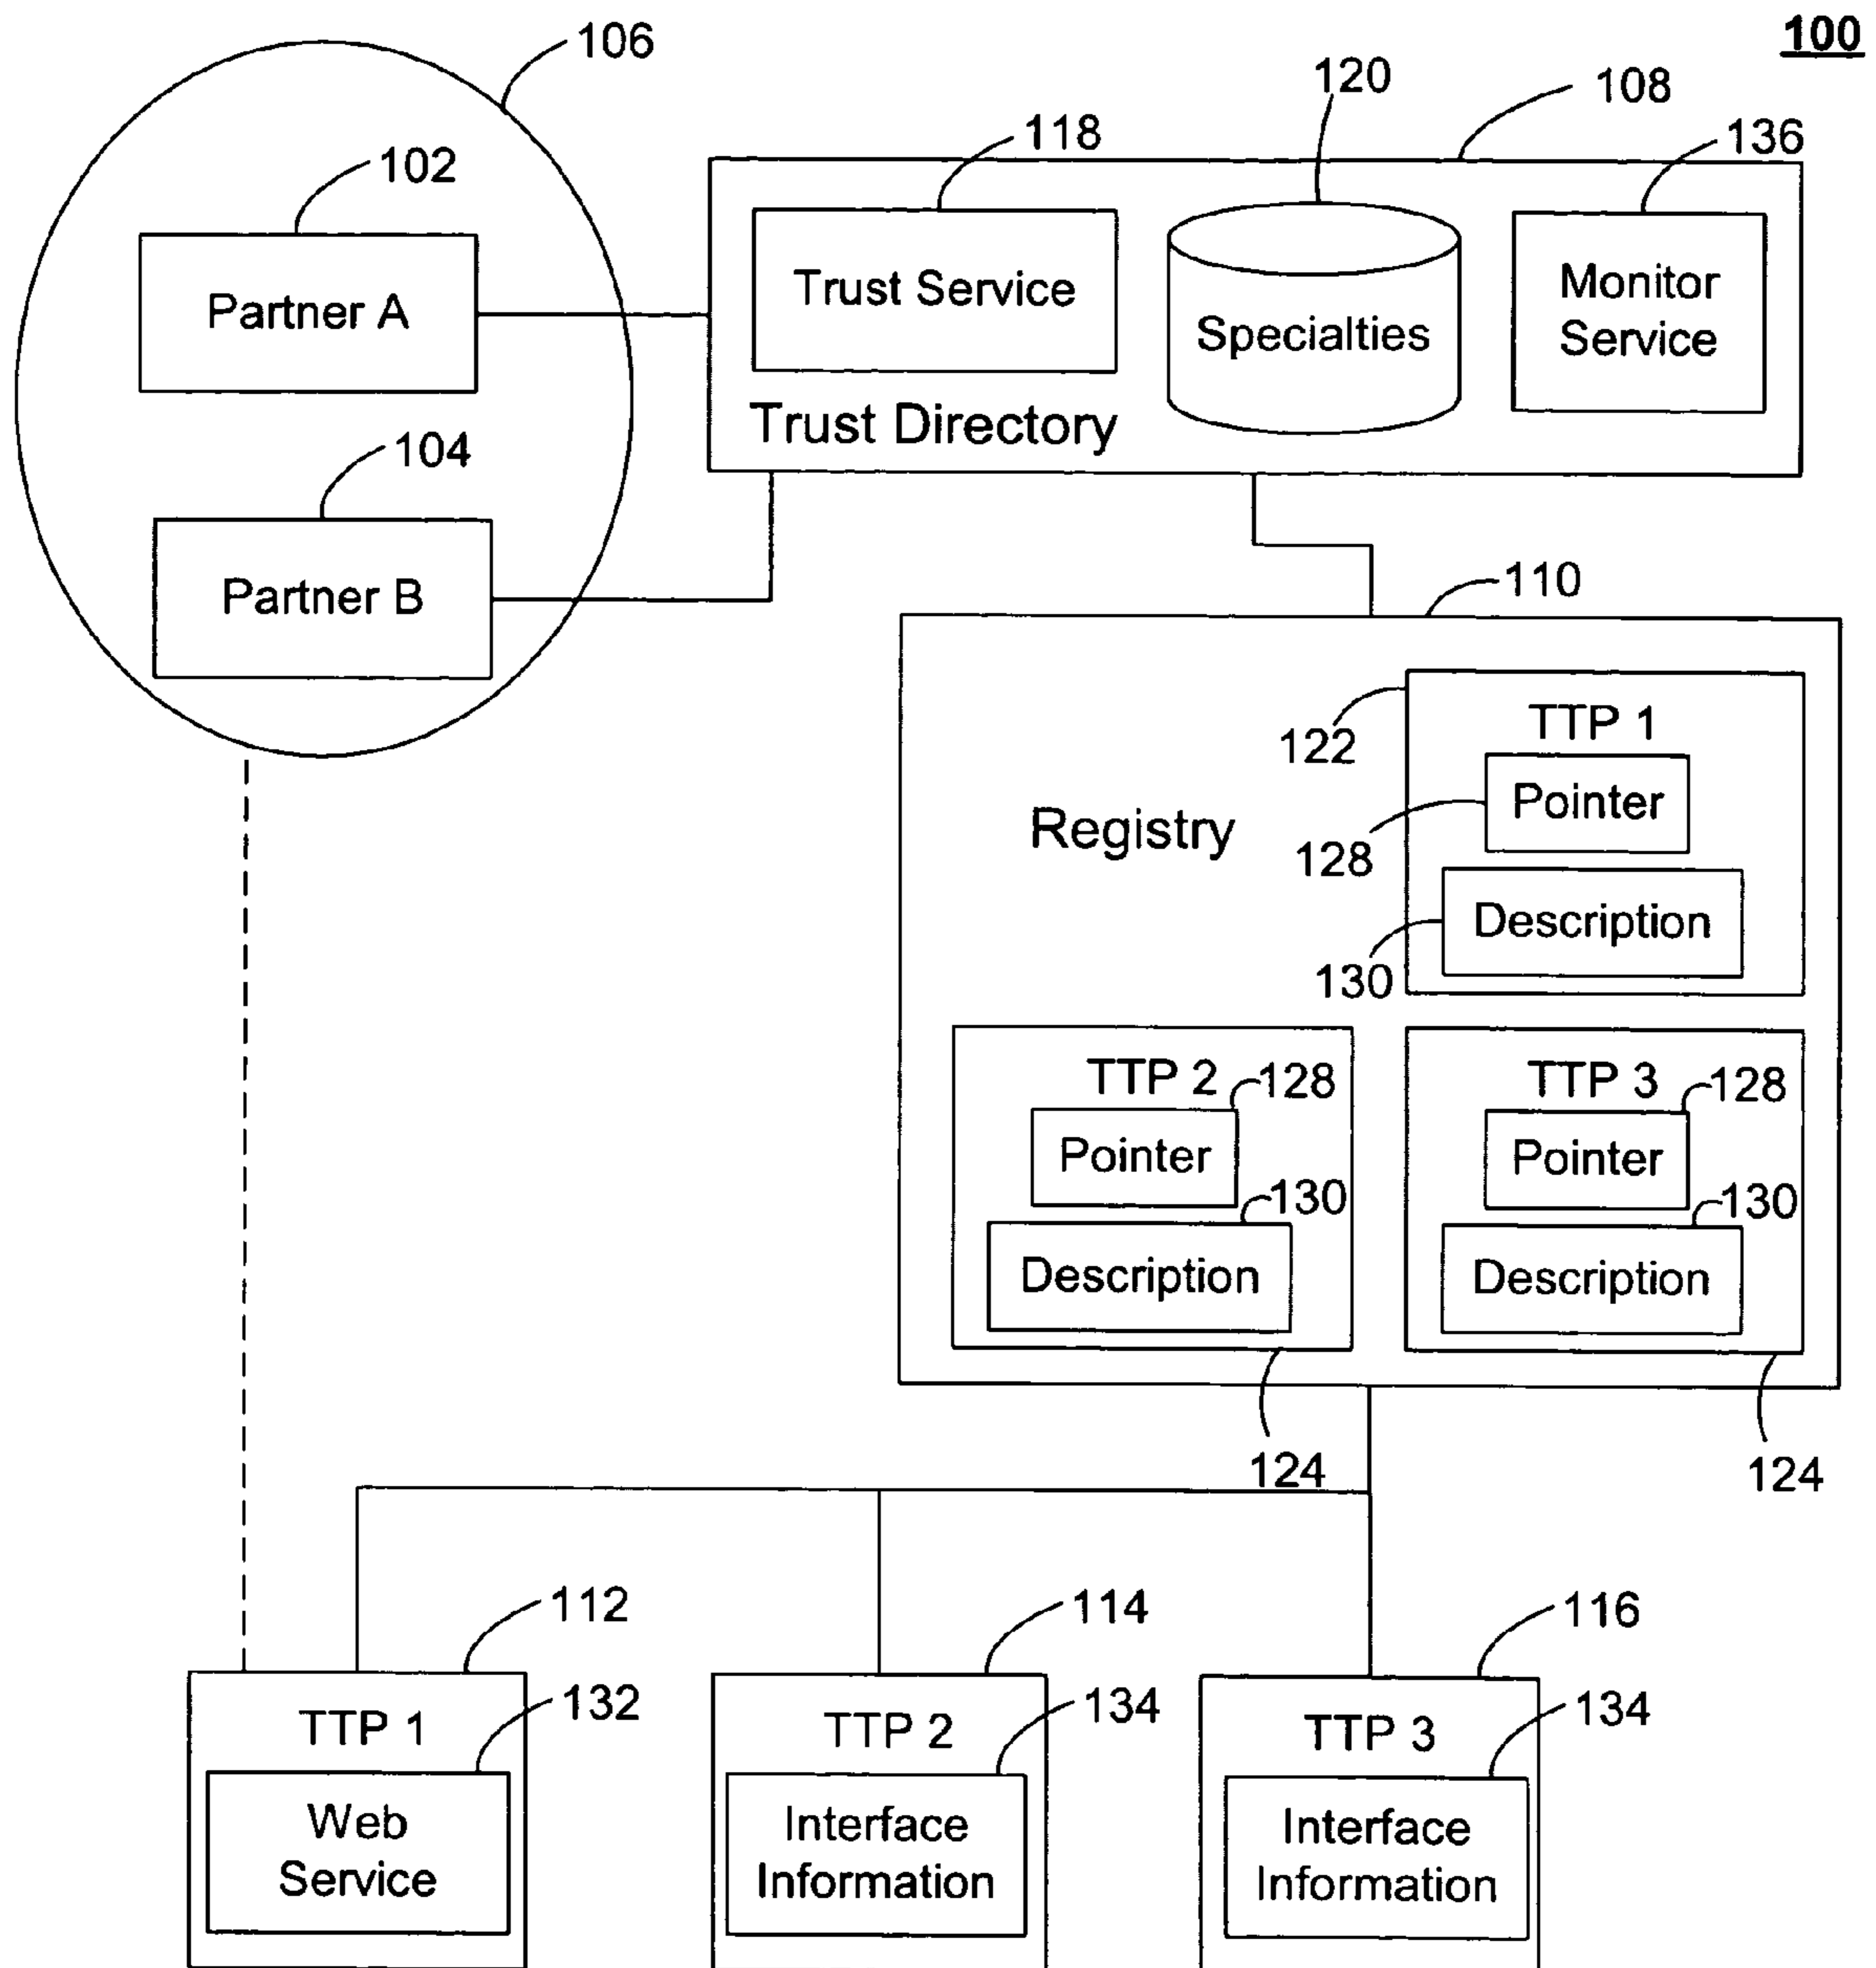 100
106
108
120
118
136
102
Partner A
Trust Service
Specialties
Monitor
Service
Trust Directory
104
Partner B
110
122
TTP 1
Pointer
128
Registry
Description
130
TTP 2
128
Pointer
130
Description
TTP 3
128
Pointer
130
Description
124
124
112
114
116
TTP 1
132
Web
Service
TTP 2
134
Interface
Information
TTP 3
134
Interface
Information